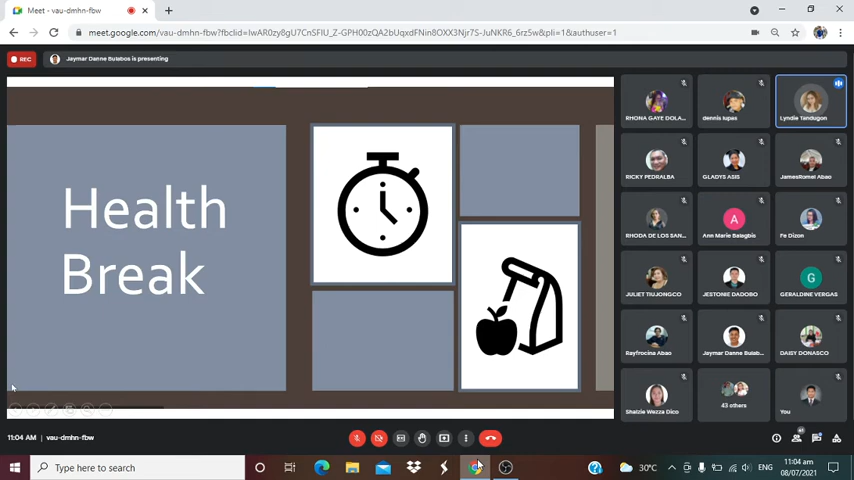 Meet - vau-dmhn-fbw
meet.google.com/vau-dmhn-fbw?fbclid=IwAR0zy8gU7CnSFIU_Z-GPH00zQA2bUqxdFNin8OXX3Njr7S-JuNKR6_6rz5w&pli=1&authuser=1
REC
Jaymar Danne Bulabos is presenting
Health
Break
RHONA GAYE DOLA...
dennis lupas
Lyndie Tandugon
RICKY PEDRALBA
GLADYS ASIS
JamesRomel Abao
RHODA DE LOS SAN...
A
Ann Marie Balagbis
Fe Dizon
JULIET TIUJONGCO
JESTONIE DADOBO
G
GERALDINE VERGAS
Rayfrocina Abao
Jaymar Danne Bulab...
DAISY DONASCO
Shalzie Wezza Dico
43 others
You
11:04 AM | vau-dmhn-fbw
Type here to search
30°C
ENG
11:04 am
08/07/2021